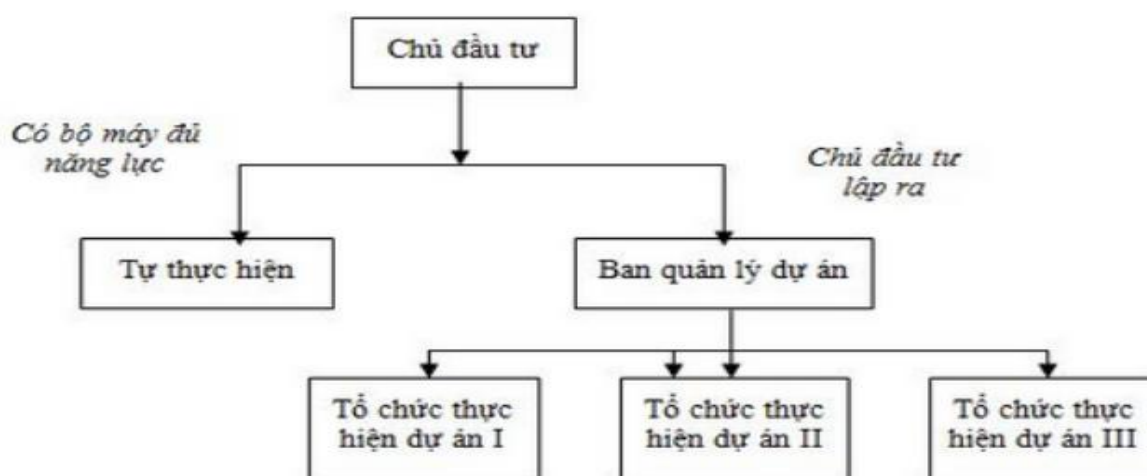 Chủ đầu tư
Có bộ máy đủ
năng lực
Chủ đầu tư
lập ra
Tự thực hiện
Ban quản lý dự án
Tổ chức thực
hiện dự án I
Tổ chức thực
hiện dự án II
Tổ chức thực
hiện dự án III